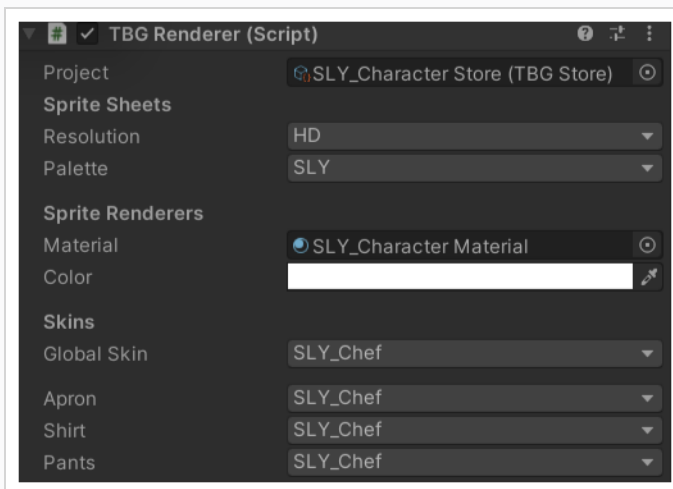 TBG Renderer (Script)
Project SLY_Character Store (TBG Store)
Sprite Sheets
Resolution HD
Palette SLY
Sprite Renderers
Material SLY_Character Material
Color
Skins
Global Skin SLY_Chef
Apron SLY_Chef
Shirt SLY_Chef
Pants SLY_Chef